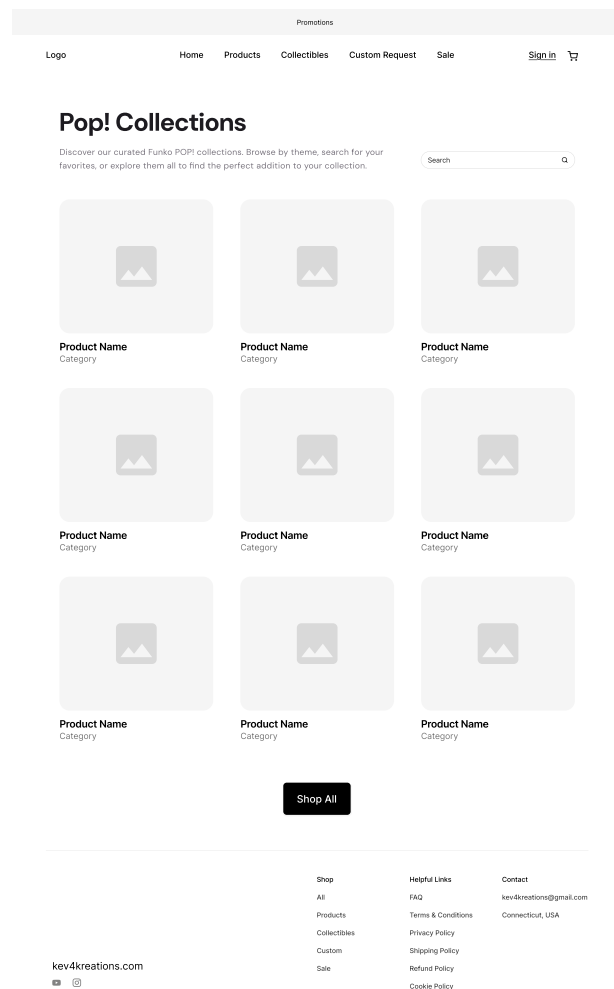 Promotions
Logo
Home
Products
Collectibles
Custom Request
Sale
Sign in
Pop! Collections
Discover our curated Funko POP! collections. Browse by theme, search for your
favorites, or explore them all to find the perfect addition to your collection.
Search
Product Name
Category
Product Name
Category
Product Name
Category
Product Name
Category
Product Name
Category
Product Name
Category
Product Name
Category
Product Name
Category
Product Name
Category
Shop All
Shop
All
Products
Collectibles
Custom
Sale
Helpful Links
FAQ
Terms & Conditions
Privacy Policy
Shipping Policy
Refund Policy
Cookie Policy
Contact
kev4kreations@gmail.com
Connecticut, USA
kev4kreations.com